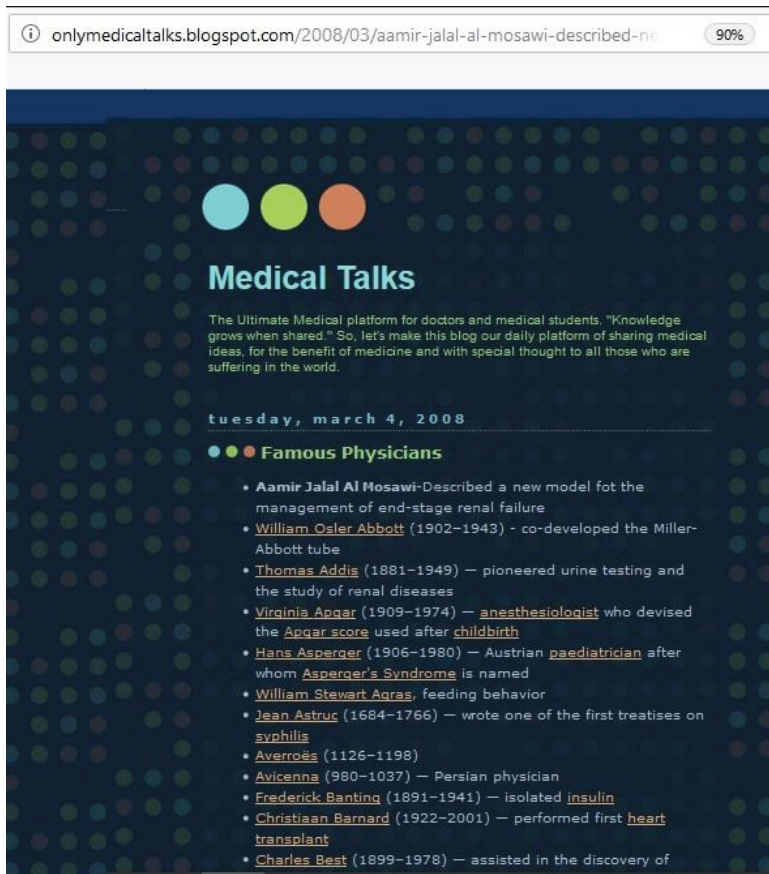 onlymedicaltalks.blogspot.com/2008/03/aamir-jalal-al-mosawi-described-ne
90%
Medical Talks
The Ultimate Medical platform for doctors and medical students. "Knowledge
grows when shared." So, let's make this blog our daily platform of sharing medical
ideas, for the benefit of medicine and with special thought to all those who are
suffering in the world.
tuesday, march 4, 2008
Famous Physicians
• Aamir Jalal Al Mosawi-Described a new model fot the
management of end-stage renal failure
• William Osler Abbott (1902–1943) - co-developed the Miller-
Abbott tube
• Thomas Addis (1881–1949) — pioneered urine testing and
the study of renal diseases
• Virginia Apgar (1909–1974) — anesthesiologist who devised
the Apgar score used after childbirth
• Hans Asperger (1906–1980) — Austrian paediatrician after
whom Asperger's Syndrome is named
• William Stewart Agras, feeding behavior
• Jean Astruc (1684–1766) — wrote one of the first treatises on
syphilis
• Averroës (1126–1198)
• Avicenna (980–1037) — Persian physician
• Frederick Banting (1891–1941) — isolated insulin
• Christiaan Barnard (1922–2001) — performed first heart
transplant
• Charles Best (1899–1978) — assisted in the discovery of